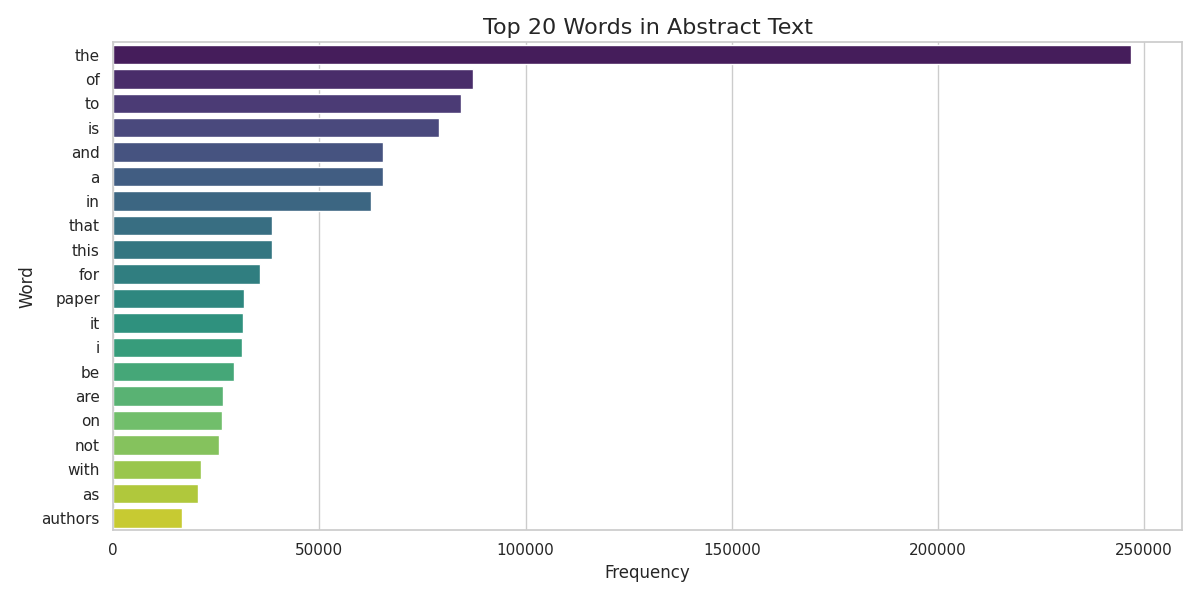 Top 20 Words in Abstract Text
Word
the
of
to
is
and
a
in
that
this
for
paper
it
i
be
are
on
not
with
as
authors
0 50000 100000 150000 200000 250000
Frequency